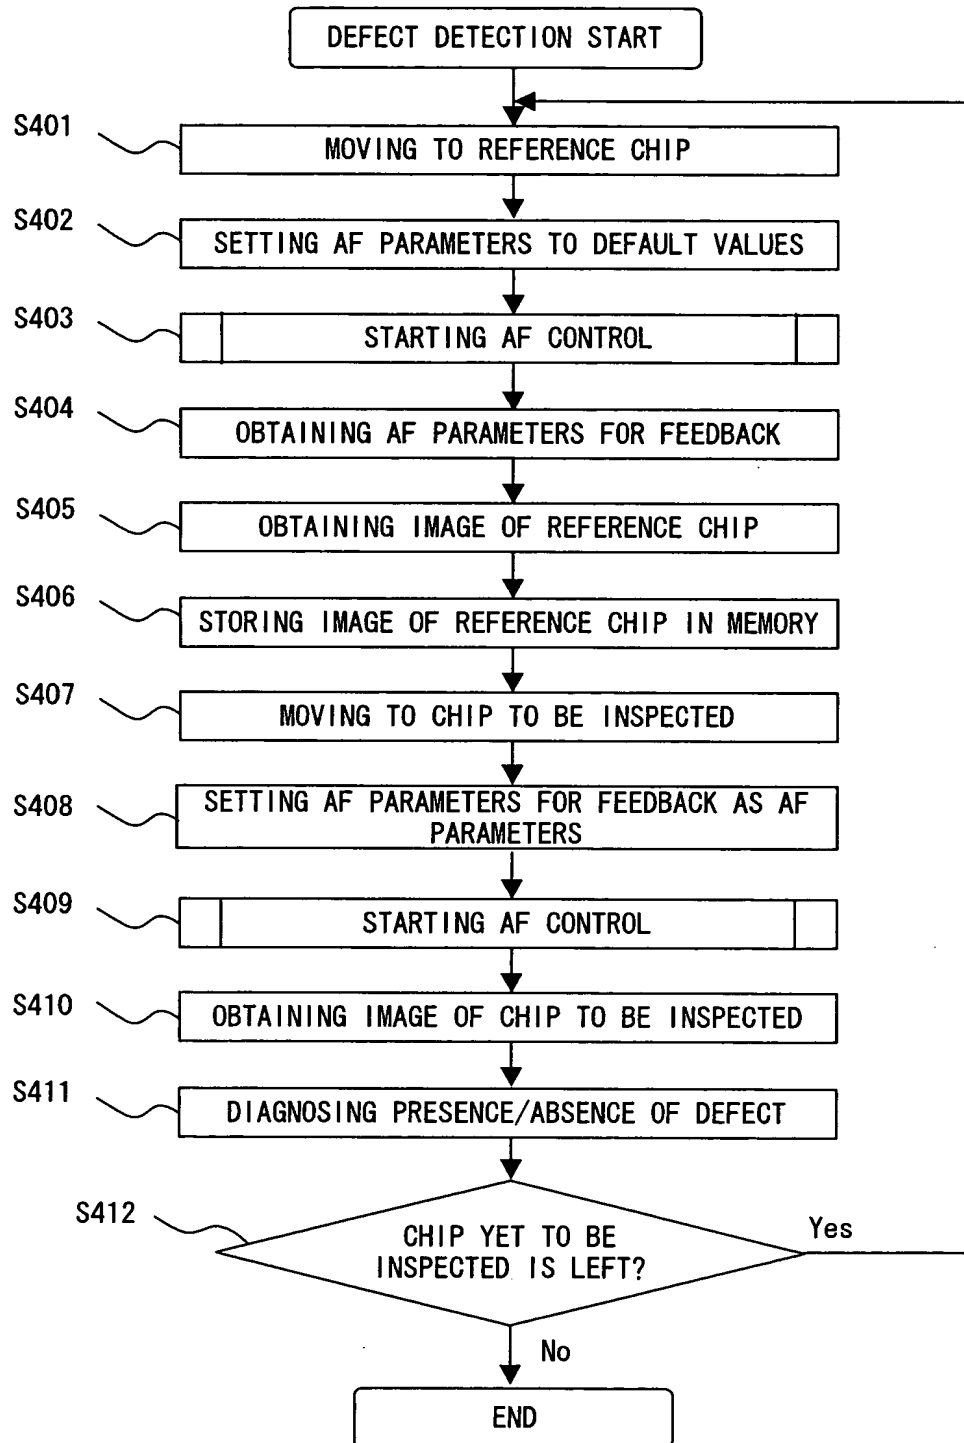 DEFECT DETECTION START
S401
MOVING TO REFERENCE CHIP
S402
SETTING AF PARAMETERS TO DEFAULT VALUES
S403
STARTING AF CONTROL
S404
OBTAINING AF PARAMETERS FOR FEEDBACK
S405
OBTAINING IMAGE OF REFERENCE CHIP
S406
STORING IMAGE OF REFERENCE CHIP IN MEMORY
S407
MOVING TO CHIP TO BE INSPECTED
S408
SETTING AF PARAMETERS FOR FEEDBACK AS AF
PARAMETERS
S409
STARTING AF CONTROL
S410
OBTAINING IMAGE OF CHIP TO BE INSPECTED
S411
DIAGNOSING PRESENCE/ABSENCE OF DEFECT
S412
CHIP YET TO BE
INSPECTED IS LEFT?
Yes
No
END